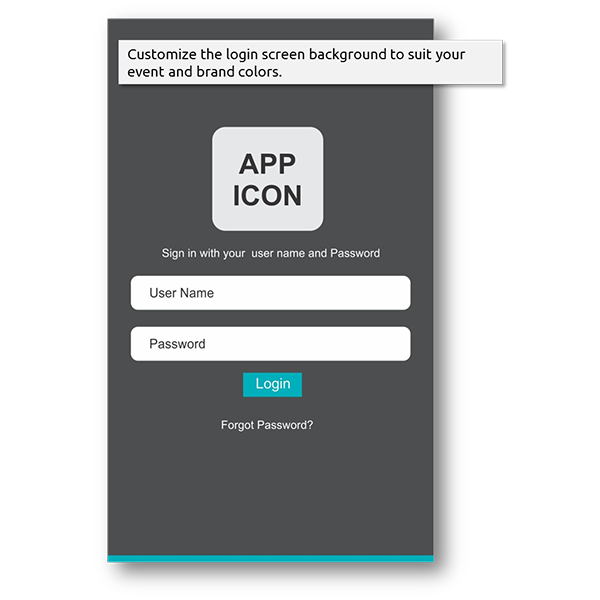 Customize the login screen background to suit your
event and brand colors.
APP
ICON
Sign in with your  user name and Password
User Name
Password
Login
Forgot Password?